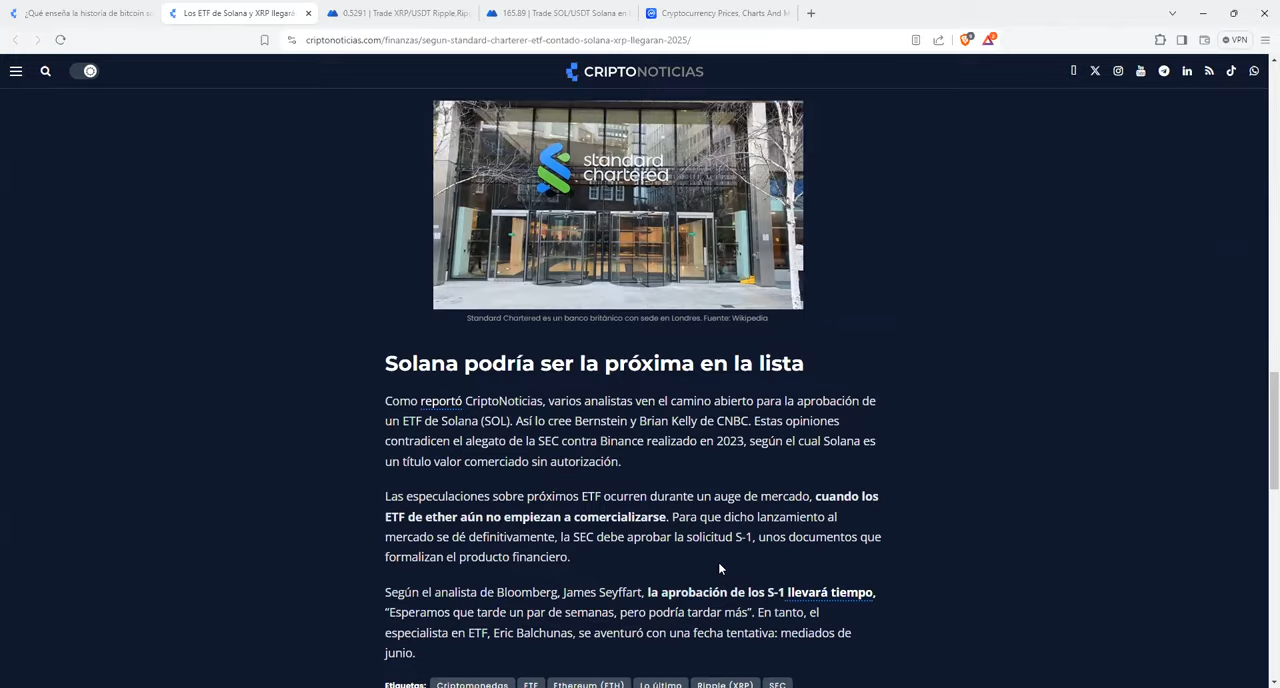 ¿Qué enseña la historia de bitcoin s
Los ETF de Solana y XRP llegará
0.5291 | Trade XRP/USDT Ripple,Rip
165.89 | Trade SOL/USDT Solana en
Cryptocurrency Prices, Charts And M
criptonoticias.com/finanzas/segun-standard-charterer-etf-contado-solana-xrp-llegaran-2025/
VPN
CRIPTONOTICIAS
standard
chartered
Standard Chartered es un banco británico con sede en Londres. Fuente: Wikipedia
Solana podría ser la próxima en la lista
Como reportó CriptoNoticias, varios analistas ven el camino abierto para la aprobación de
un ETF de Solana (SOL). Así lo cree Bernstein y Brian Kelly de CNBC. Estas opiniones
contradicen el alegato de la SEC contra Binance realizado en 2023, según el cual Solana es
un título valor comerciado sin autorización.
Las especulaciones sobre próximos ETF ocurren durante un auge de mercado, cuando los
ETF de ether aún no empiezan a comercializarse. Para que dicho lanzamiento al
mercado se dé definitivamente, la SEC debe aprobar la solicitud S-1, unos documentos que
formalizan el producto financiero.
Según el analista de Bloomberg, James Seyffart, la aprobación de los S-1 llevará tiempo,
“Esperamos que tarde un par de semanas, pero podría tardar más”. En tanto, el
especialista en ETF, Eric Balchunas, se aventuró con una fecha tentativa: mediados de
junio.
Etiquetas: Criptomonedas ETF Ethereum (ETH) Lo último Ripple (XRP) SEC